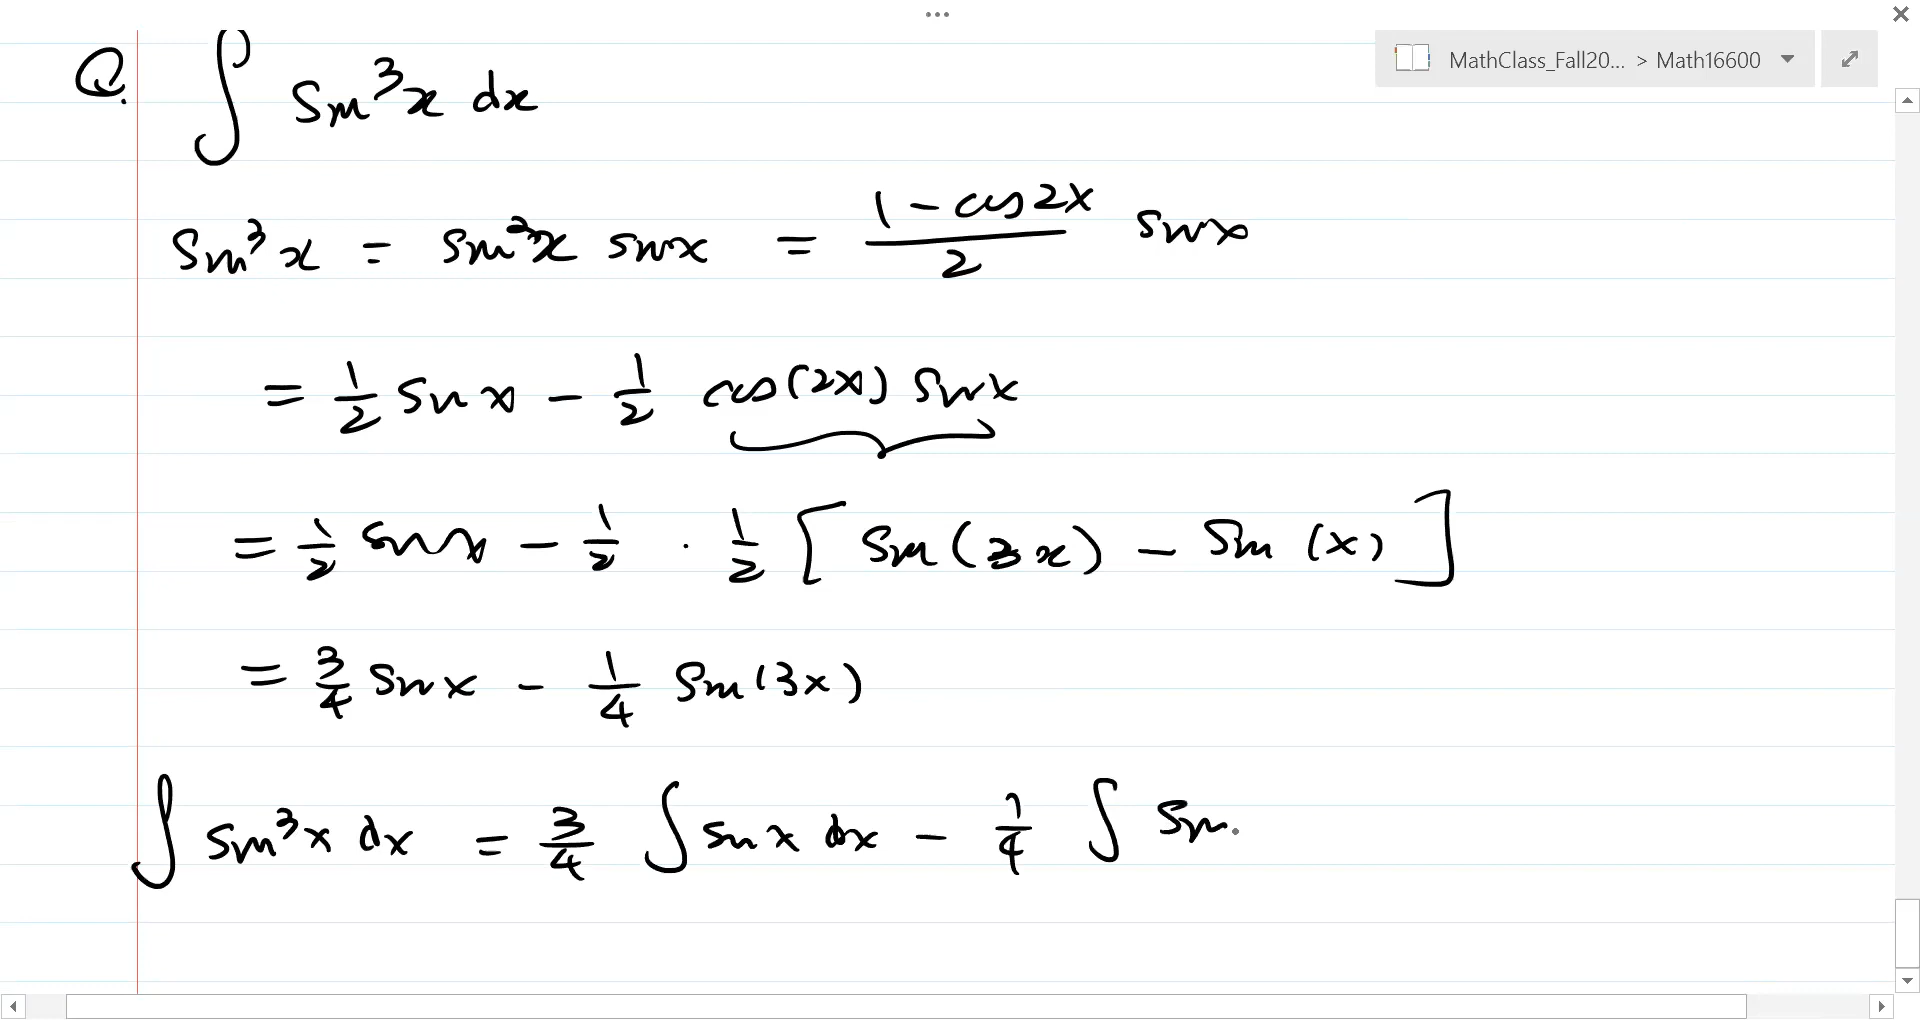 MathClass_Fall20... > Math16600
Q. ∫ sin³x dx
sin³x = sin²x sinx = (1 - cos2x)/2 sinx
= 1/2 sinx - 1/2 cos(2x) sinx
= 1/2 sinx - 1/2 · 1/2 [ sin(3x) - sin(x) ]
= 3/4 sinx - 1/4 sin(3x)
∫ sin³x dx = 3/4 ∫ sinx dx - 1/4 ∫ sin